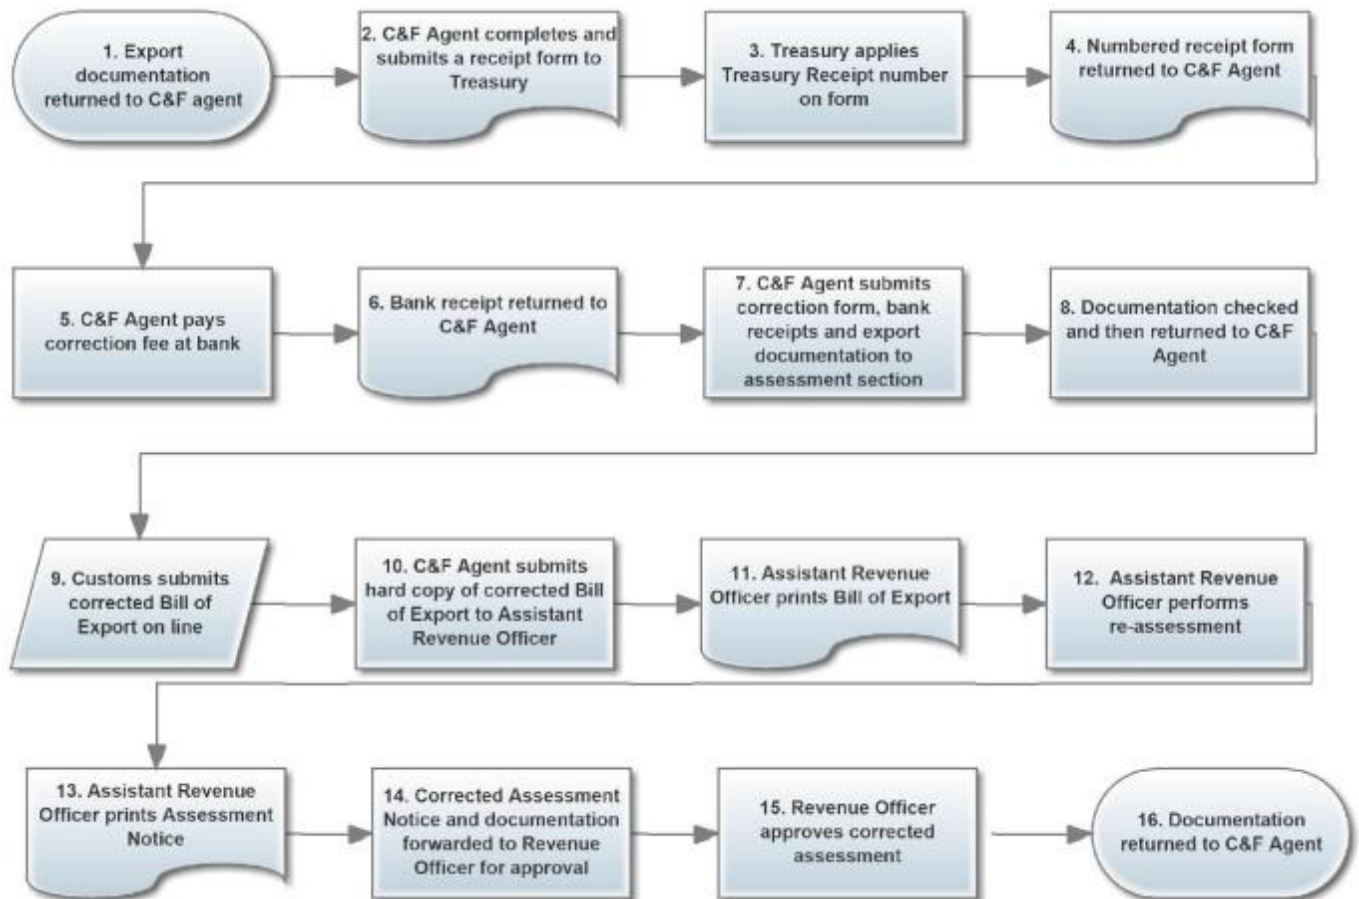 1. Export
documentation
returned to C&F agent
2. C&F Agent completes and
submits a receipt form to
Treasury
3. Treasury applies
Treasury Receipt number
on form
4. Numbered receipt form
returned to C&F Agent
5. C&F Agent pays
correction fee at bank
6. Bank receipt returned to
C&F Agent
7. C&F Agent submits
correction form, bank
receipts and export
documentation to
assessment section
8. Documentation checked
and then returned to C&F
Agent
9. Customs submits
corrected Bill of
Export on line
10. C&F Agent submits
hard copy of corrected Bill
of Export to Assistant
Revenue Officer
11. Assistant Revenue
Officer prints Bill of Export
12. Assistant Revenue
Officer performs
re-assessment
13. Assistant Revenue
Officer prints Assessment
Notice
14. Corrected Assessment
Notice and documentation
forwarded to Revenue
Officer for approval
15. Revenue Officer
approves corrected
assessment
16. Documentation
returned to C&F Agent